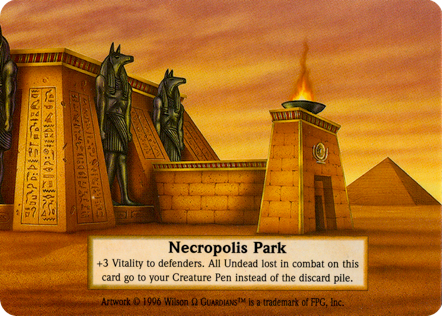 Necropolis Park
+3 Vitality to defenders. All Undead lost in combat on this
card go to your Creature Pen instead of the discard pile.
Artwork © 1996 Wilson Ω GUARDIANS™ is a trademark of FPG, Inc.